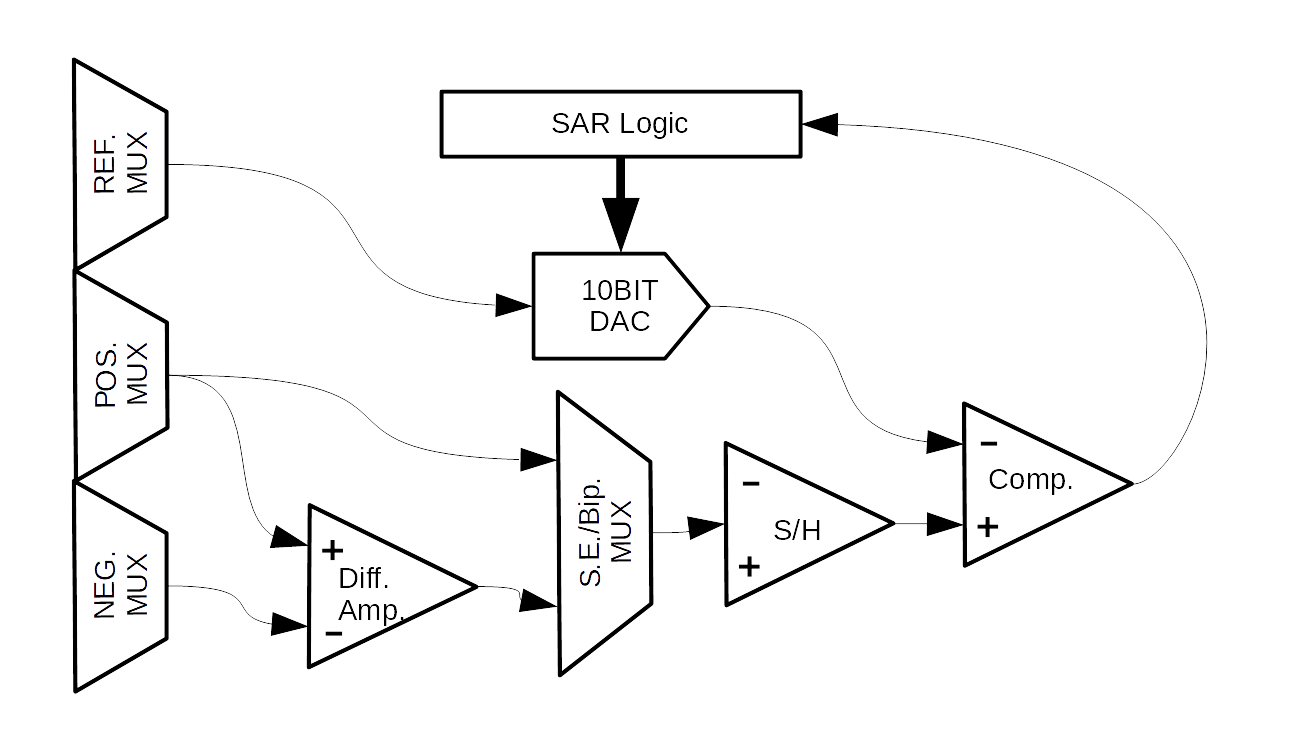 REF.
MUX
SAR Logic
10BIT
DAC
POS.
MUX
NEG.
MUX
+
Diff.
Amp.
−
S.E./Bip.
MUX
−
S/H
+
−
Comp.
+